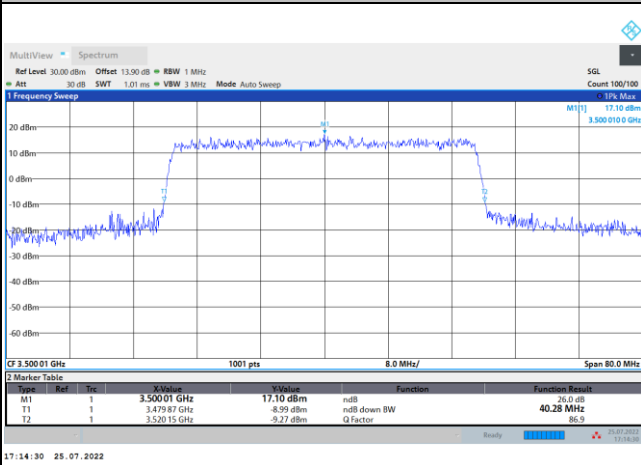 MultiView Spectrum
Ref Level 30.00 dBm Offset 13.90 dB RBW 1 MHz SGL
Att 30 dB SWT 1.01 ms VBW 3 MHz Mode Auto Sweep Count 100/100
1 Frequency Sweep 1Pk Max
M1[1] 17.10 dBm
3.500 010 0 GHz
M1
20 dBm
10 dBm
0 dBm
T1 T2
-10 dBm
-20 dBm
-30 dBm
-40 dBm
-50 dBm
-60 dBm
CF 3.500 01 GHz 1001 pts 8.0 MHz/ Span 80.0 MHz
2 Marker Table
Type Ref Trc X-Value Y-Value Function Function Result
M1 1 3.500 01 GHz 17.10 dBm ndB 26.0 dB
T1 1 3.479 87 GHz -8.99 dBm ndB down BW 40.28 MHz
T2 1 3.520 15 GHz -9.27 dBm Q Factor 86.9
Ready 25.07.2022
17:14:30
17:14:30 25.07.2022